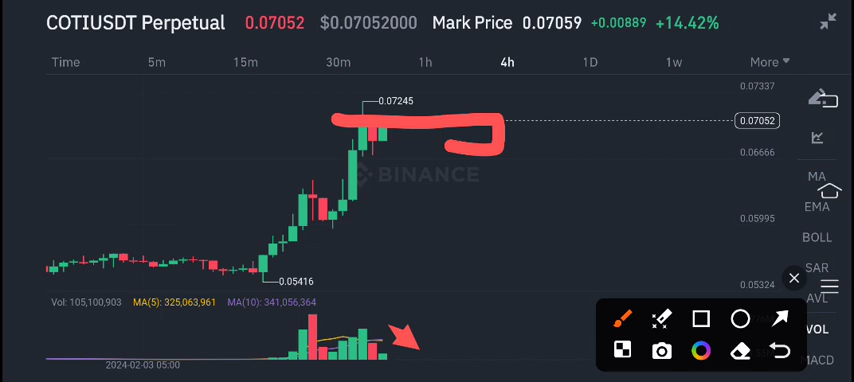 COTIUSDT Perpetual 0.07052 $0.07052000 Mark Price 0.07059 +0.00889 +14.42%
Time 5m 15m 30m 1h 4h 1D 1w More
0.07337
0.07245
0.07052
0.06666
BINANCE
MA
EMA
0.05995
BOLL
SAR
0.05416
0.05324
AVL
Vol: 105,100,903 MA(5): 325,063,961 MA(10): 341,056,364
VOL
MACD
2024-02-03 05:00